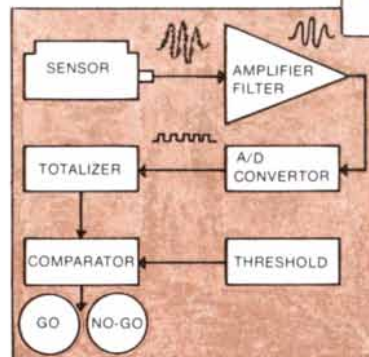 SENSOR
AMPLIFIER
FILTER
TOTALIZER
A/D
CONVERTOR
COMPARATOR
THRESHOLD
GO
NO-GO